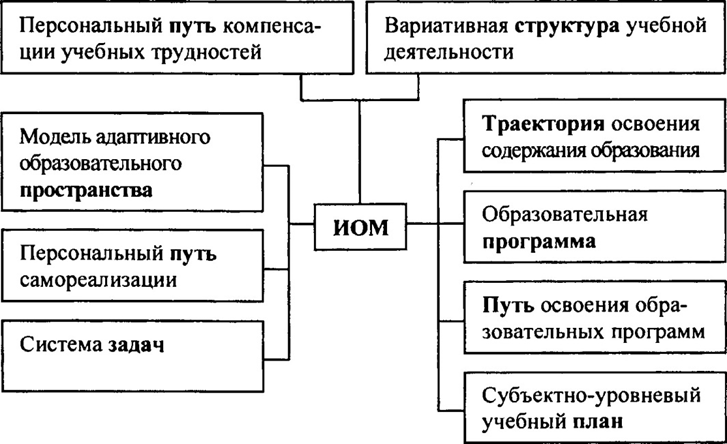 Персональный путь компенса-
ции учебных трудностей
Вариативная структура учебной
деятельности
Модель адаптивного
образовательного
пространства
Персональный путь
самореализации
Система задач
ИОМ
Траектория освоения
содержания образования
Образовательная
программа
Путь освоения обра-
зовательных программ
Субъектно-уровневый
учебный план